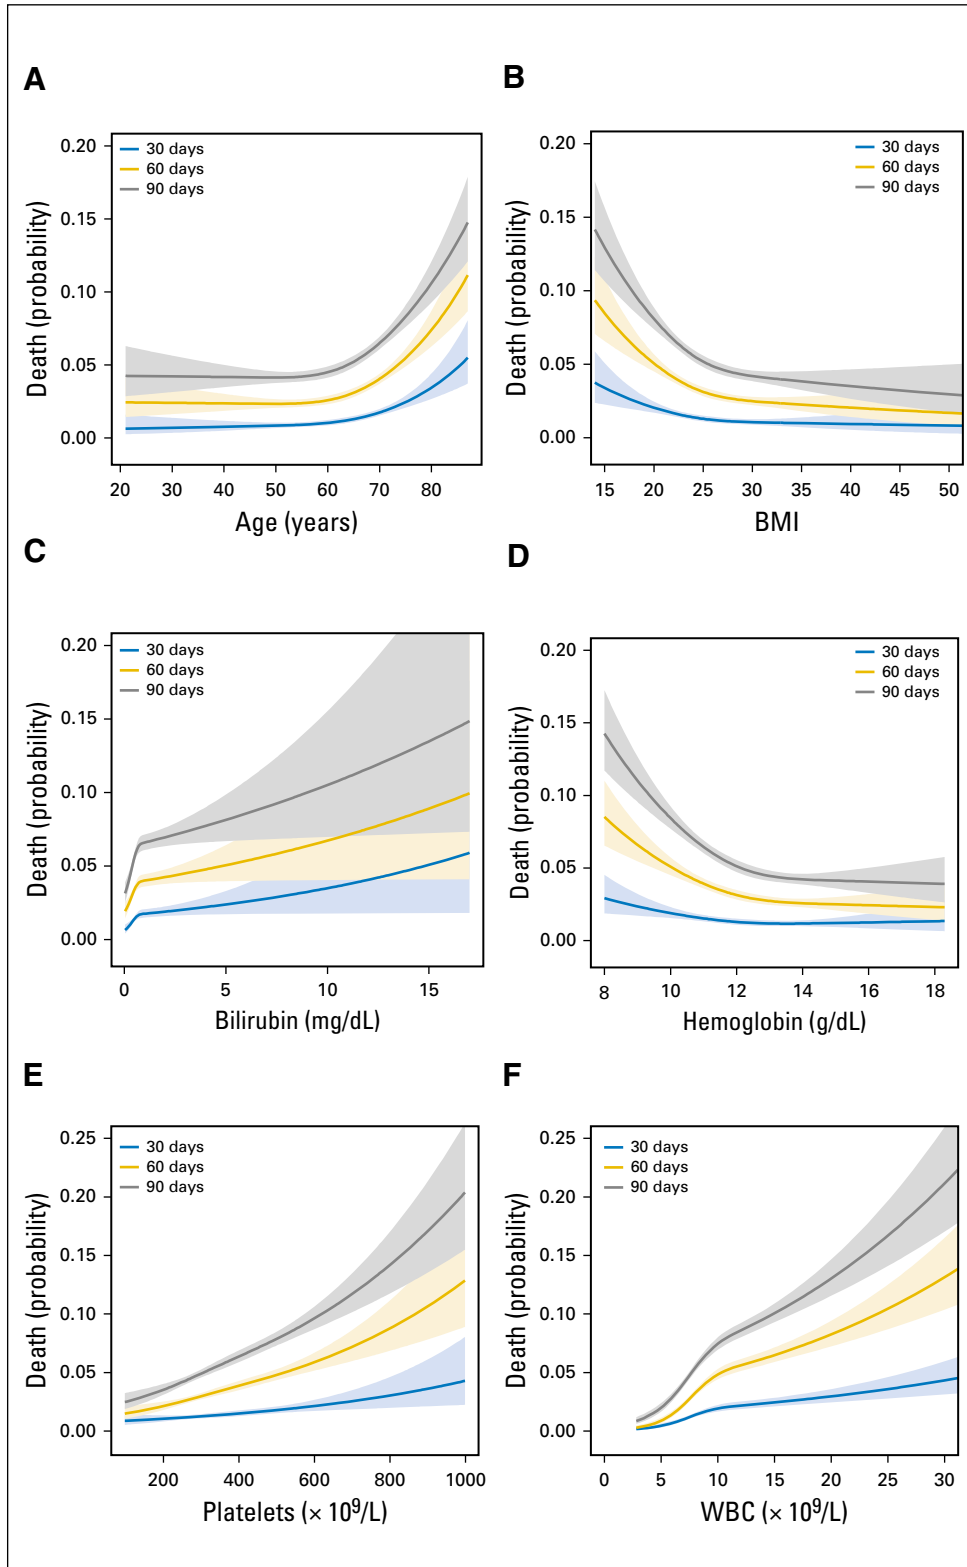 A
Death (probability)
0.20
0.15
0.10
0.05
0.00
30 days
60 days
90 days
20 30 40 50 60 70 80
Age (years)
B
Death (probability)
0.20
0.15
0.10
0.05
0.00
30 days
60 days
90 days
15 20 25 30 35 40 45 50
BMI
C
Death (probability)
0.20
0.15
0.10
0.05
0.00
30 days
60 days
90 days
0 5 10 15
Bilirubin (mg/dL)
D
Death (probability)
0.20
0.15
0.10
0.05
0.00
30 days
60 days
90 days
8 10 12 14 16 18
Hemoglobin (g/dL)
E
Death (probability)
0.25
0.20
0.15
0.10
0.05
0.00
30 days
60 days
90 days
200 400 600 800 1000
Platelets (× 10⁹/L)
F
Death (probability)
0.25
0.20
0.15
0.10
0.05
0.00
30 days
60 days
90 days
0 5 10 15 20 25 30
WBC (× 10⁹/L)